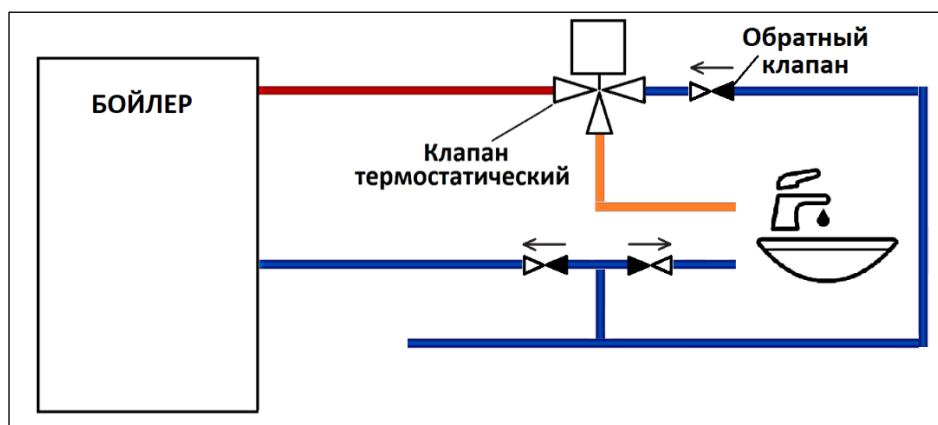 Обратный
клапан
БОЙЛЕР
Клапан
термостатический